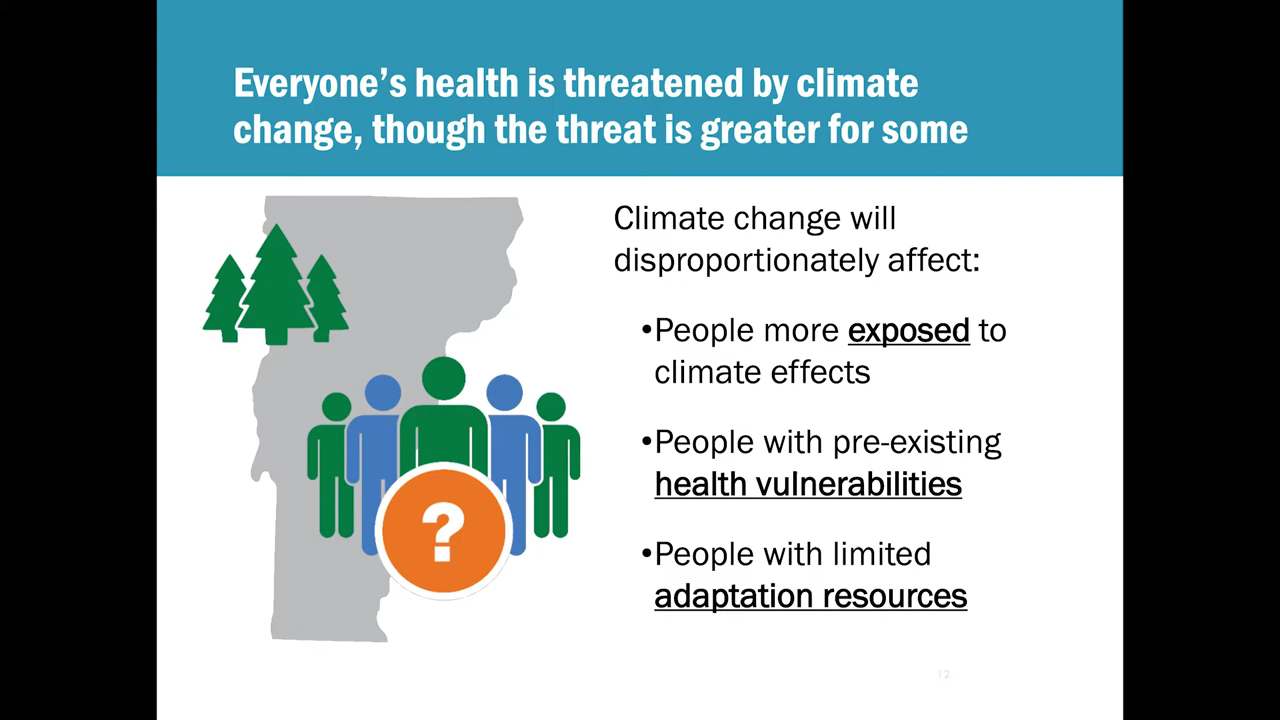 Everyone’s health is threatened by climate
change, though the threat is greater for some
Climate change will
disproportionately affect:
•People more exposed to
climate effects
•People with pre-existing
health vulnerabilities
•People with limited
adaptation resources
?
12